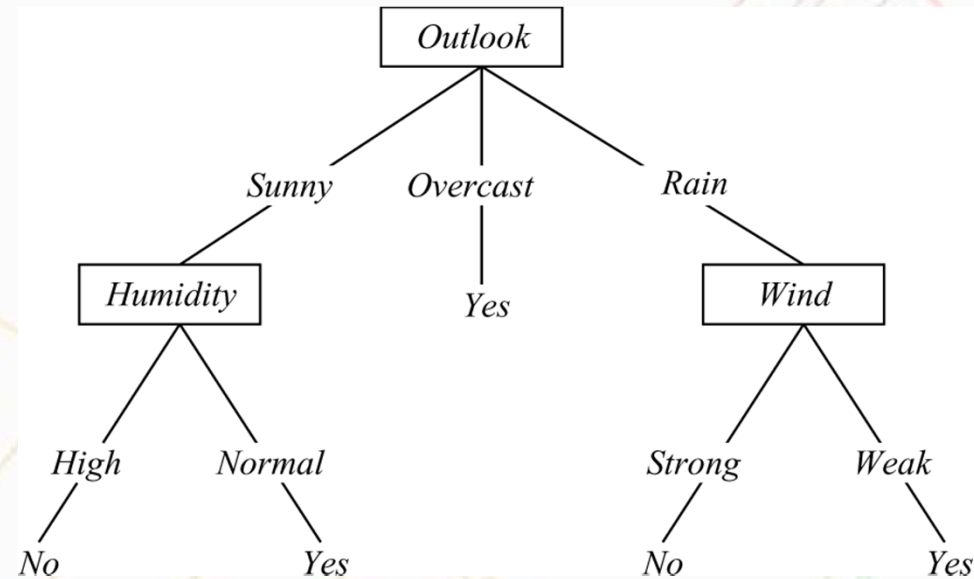 Outlook
Sunny Overcast Rain
Humidity Yes Wind
High Normal Strong Weak
No Yes No Yes